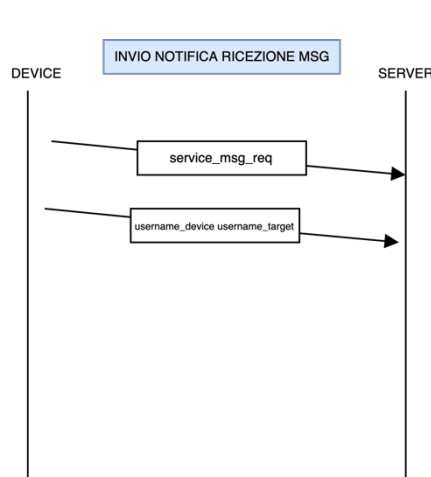 INVIO NOTIFICA RICEZIONE MSG
DEVICE
SERVER
service_msg_req
username_device username_target